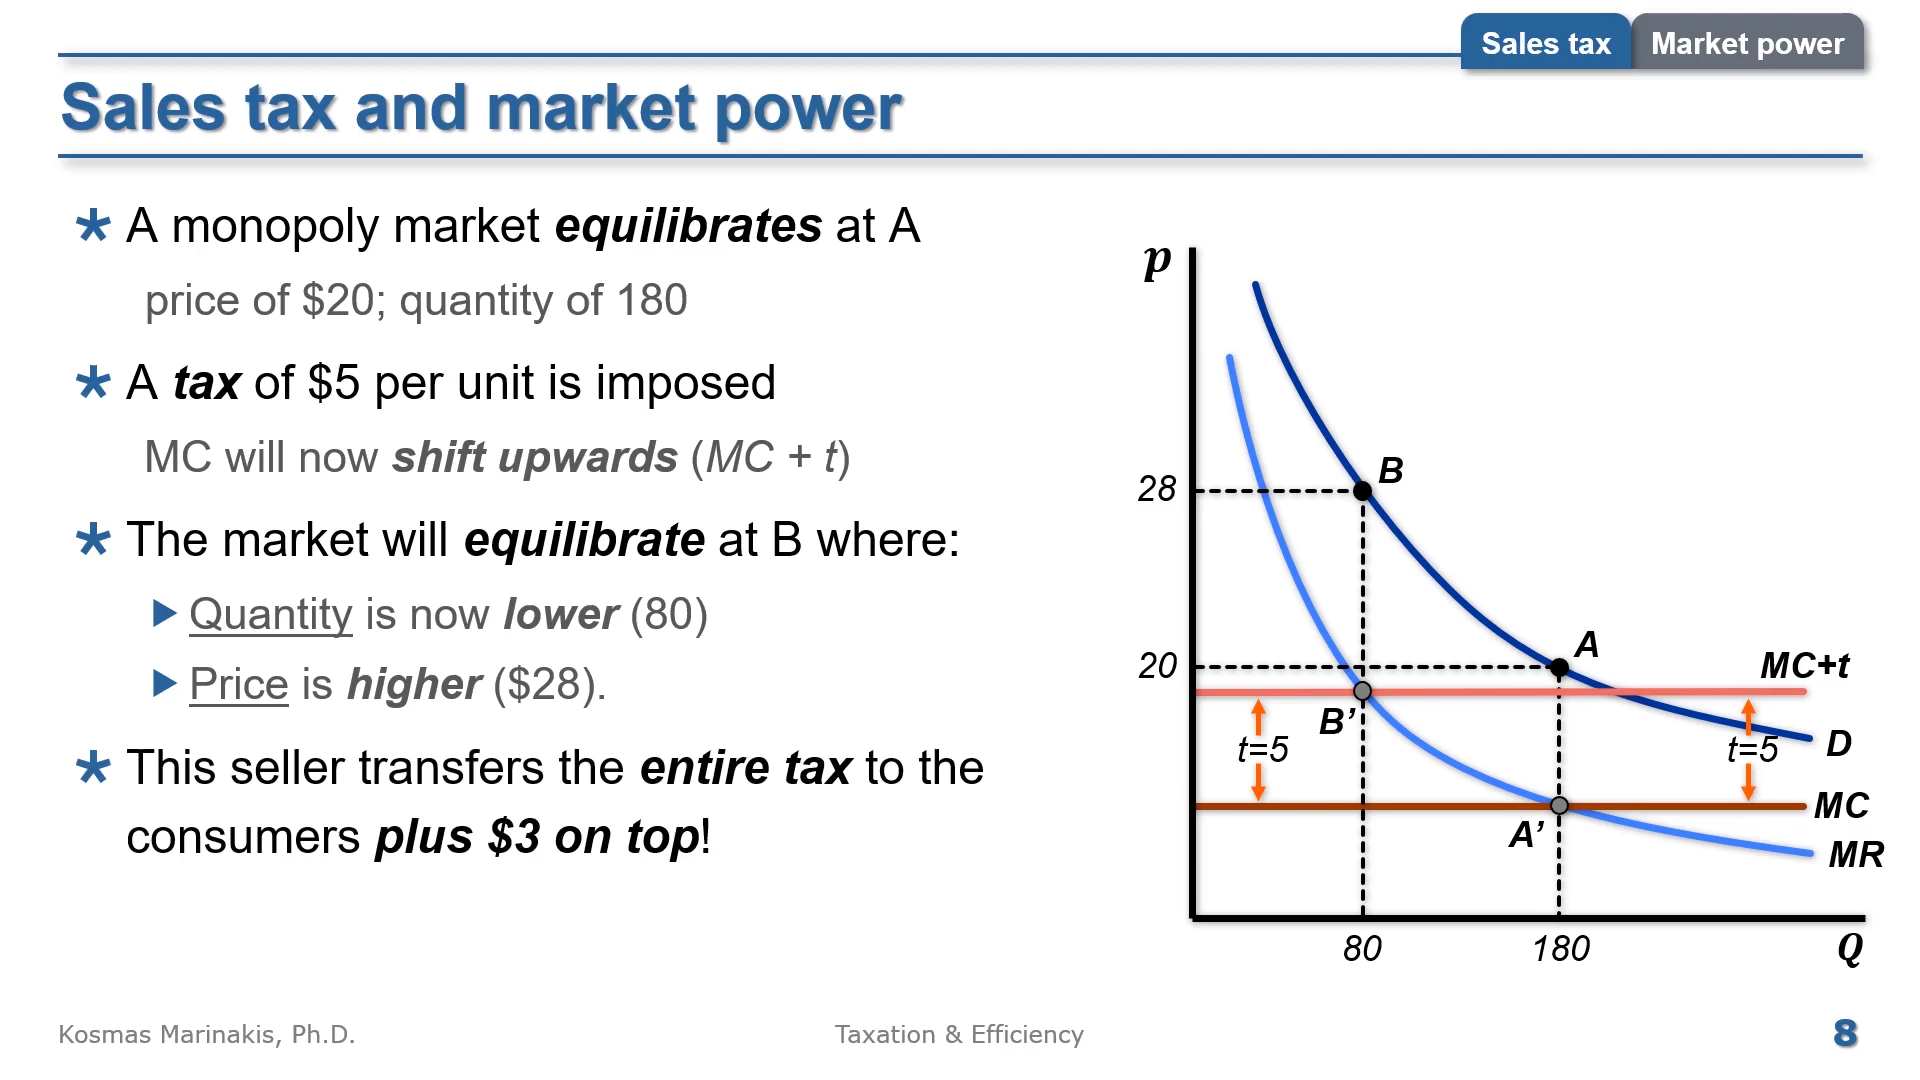 Sales tax
Market power
Sales tax and market power
* A monopoly market equilibrates at A
price of $20; quantity of 180
* A tax of $5 per unit is imposed
MC will now shift upwards (MC + t)
* The market will equilibrate at B where:
Quantity is now lower (80)
Price is higher ($28).
* This seller transfers the entire tax to the
consumers plus $3 on top!
p
B
28
A
20
MC+t
B’
t=5
t=5
D
MC
A’
MR
80
180
Q
Kosmas Marinakis, Ph.D.
Taxation & Efficiency
8